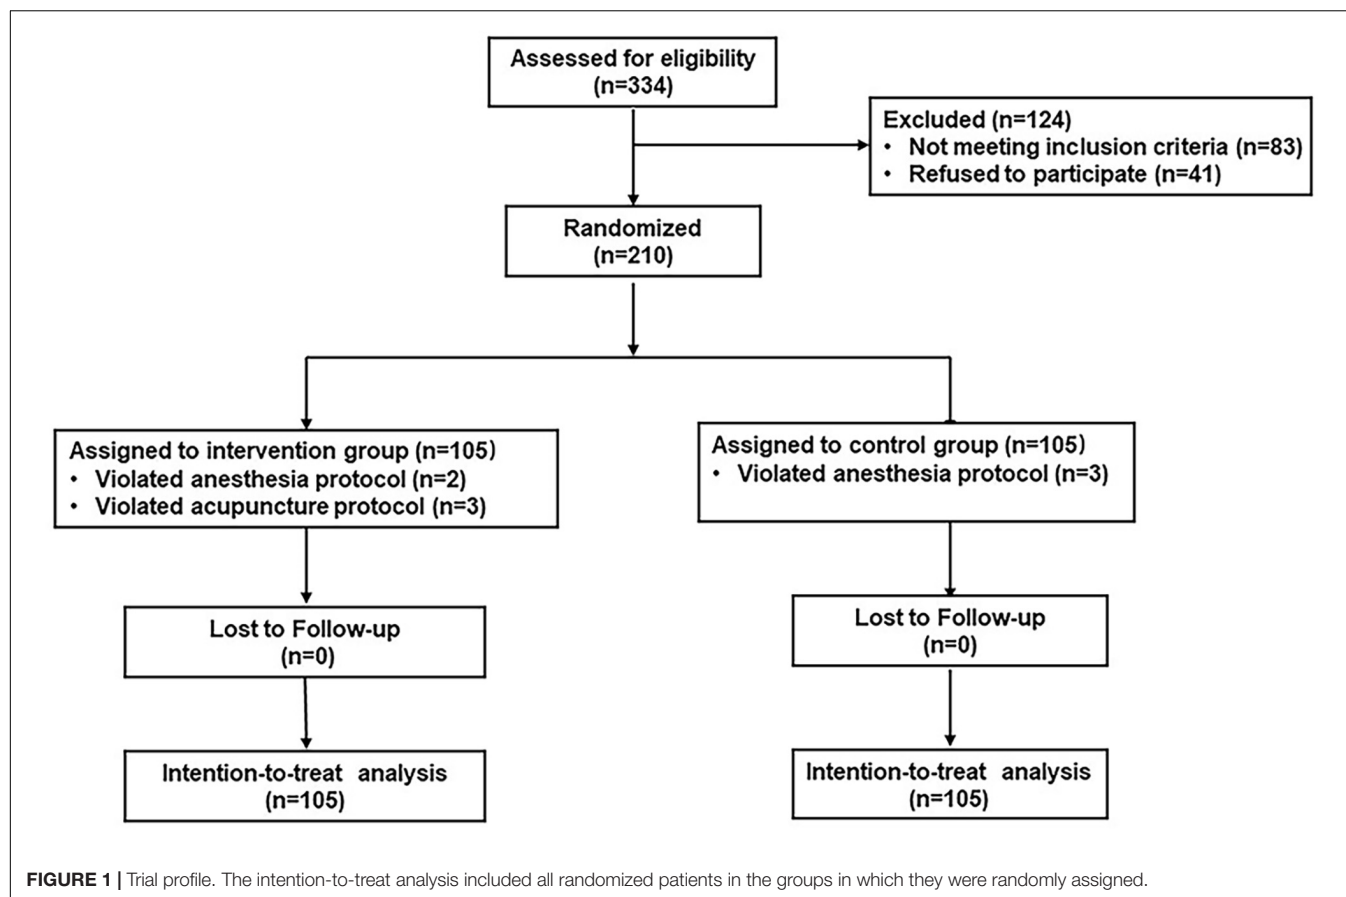 Assessed for eligibility
(n=334)
Excluded (n=124)
• Not meeting inclusion criteria (n=83)
• Refused to participate (n=41)
Randomized
(n=210)
Assigned to intervention group (n=105)
• Violated anesthesia protocol (n=2)
• Violated acupuncture protocol (n=3)
Assigned to control group (n=105)
• Violated anesthesia protocol (n=3)
Lost to Follow-up
(n=0)
Lost to Follow-up
(n=0)
Intention-to-treat analysis
(n=105)
Intention-to-treat analysis
(n=105)
FIGURE 1 | Trial profile. The intention-to-treat analysis included all randomized patients in the groups in which they were randomly assigned.